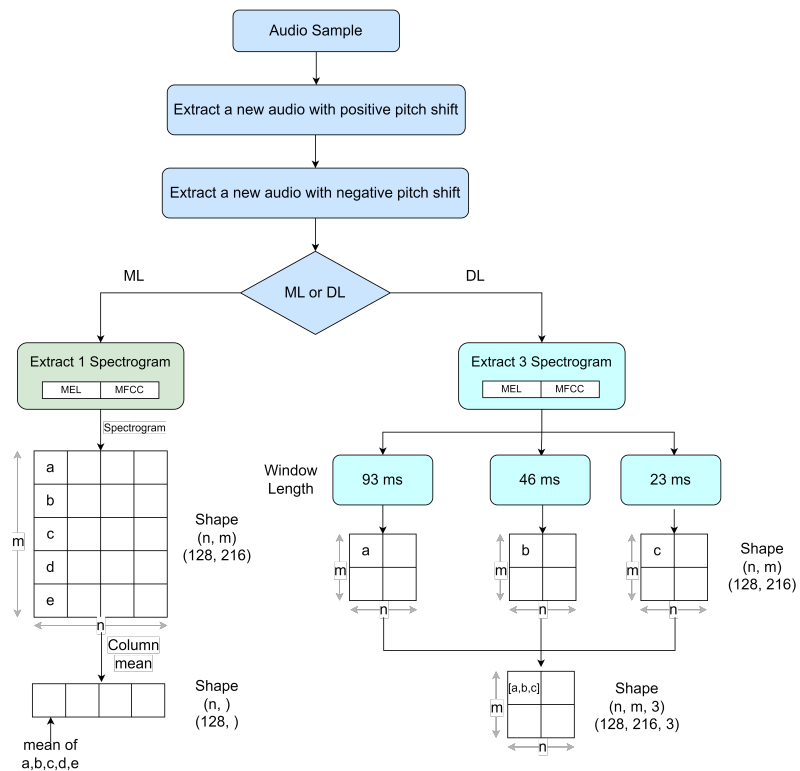 Audio Sample
Extract a new audio with positive pitch shift
Extract a new audio with negative pitch shift
ML or DL
ML
DL
Extract 1 Spectrogram
MEL MFCC
Spectrogram
a
b
c
d
e
m
n
Shape
(n, m)
(128, 216)
Column
mean
Shape
(n, )
(128, )
mean of
a,b,c,d,e
Extract 3 Spectrogram
MEL MFCC
Window
Length
93 ms
46 ms
23 ms
a
m
n
b
m
n
c
m
n
Shape
(n, m)
(128, 216)
[a,b,c]
m
n
Shape
(n, m, 3)
(128, 216, 3)